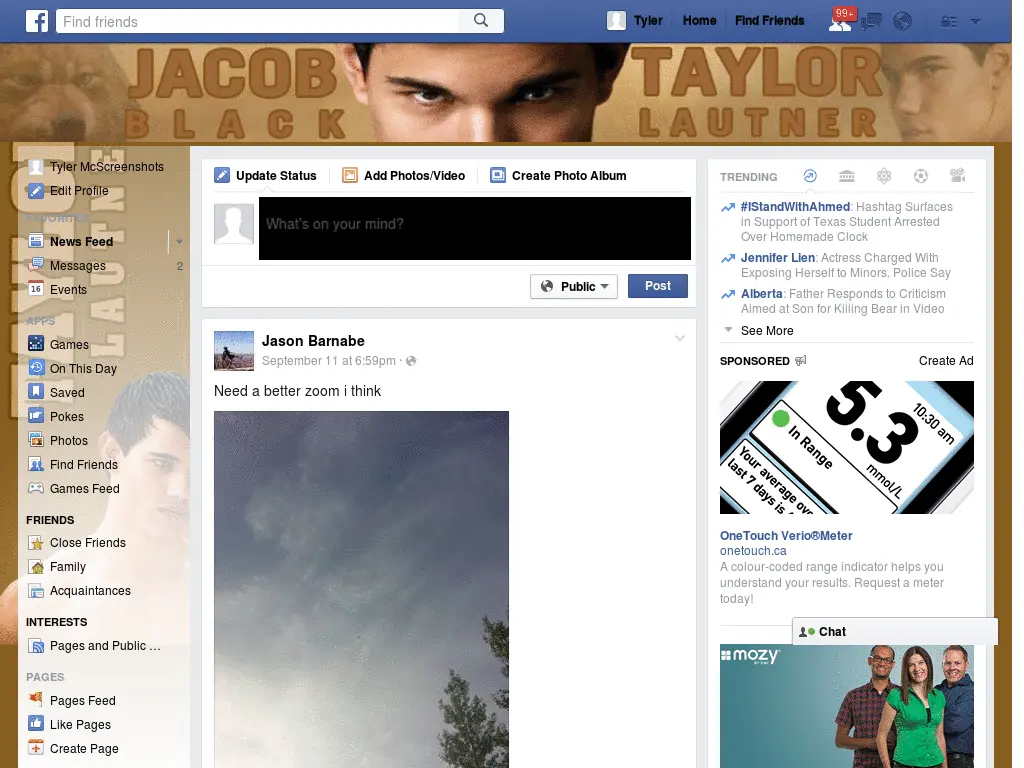 f Find friends
Tyler Home Find Friends 99+
JACOB TAYLOR
BLACK LAUTNER
Tyler McScreenshots
Edit Profile
FAVORITES
News Feed
Messages 2
16 Events
APPS
Games
On This Day
Saved
Pokes
Photos
Find Friends
Games Feed
FRIENDS
Close Friends
Family
Acquaintances
INTERESTS
Pages and Public ...
PAGES
Pages Feed
Like Pages
Create Page
Update Status Add Photos/Video Create Photo Album
What's on your mind?
Public Post
Jason Barnabe
September 11 at 6:59pm ·
Need a better zoom i think
TRENDING
#IStandWithAhmed: Hashtag Surfaces
in Support of Texas Student Arrested
Over Homemade Clock
Jennifer Lien: Actress Charged With
Exposing Herself to Minors, Police Say
Alberta: Father Responds to Criticism
Aimed at Son for Killing Bear in Video
See More
SPONSORED Create Ad
5.3
10:30 am
In Range
mmol/L
Your average ove
last 7 days is
OneTouch Verio®Meter
onetouch.ca
A colour-coded range indicator helps you
understand your results. Request a meter
today!
Chat
mozy